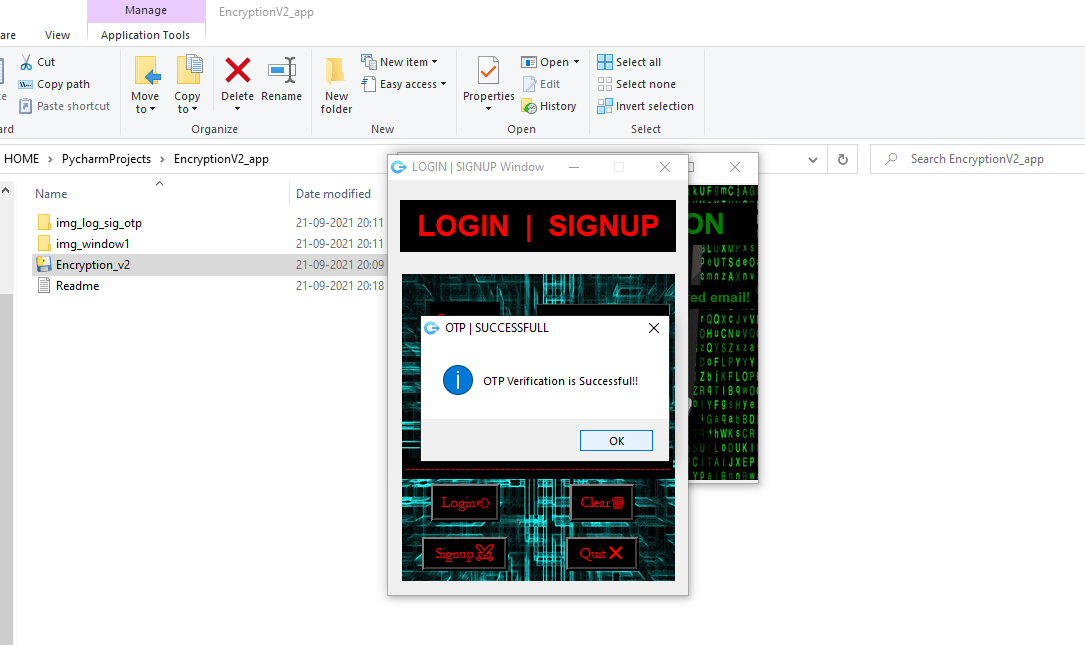 Manage
EncryptionV2_app
are
View
Application Tools
Cut
Copy path
Paste shortcut
Move to
Copy to
Delete
Rename
New folder
New item
Easy access
Properties
Open
Edit
History
Select all
Select none
Invert selection
ard
Organize
New
Open
Select
HOME > PycharmProjects > EncryptionV2_app
Search EncryptionV2_app
Name
Date modified
img_log_sig_otp
21-09-2021 20:11
img_window1
21-09-2021 20:11
Encryption_v2
21-09-2021 20:09
Readme
21-09-2021 20:18
LOGIN | SIGNUP Window
LOGIN | SIGNUP
ON
red email!
OTP | SUCCESSFULL
OTP Verification is Successful!!
OK
Login
Clear
Signup
Quit